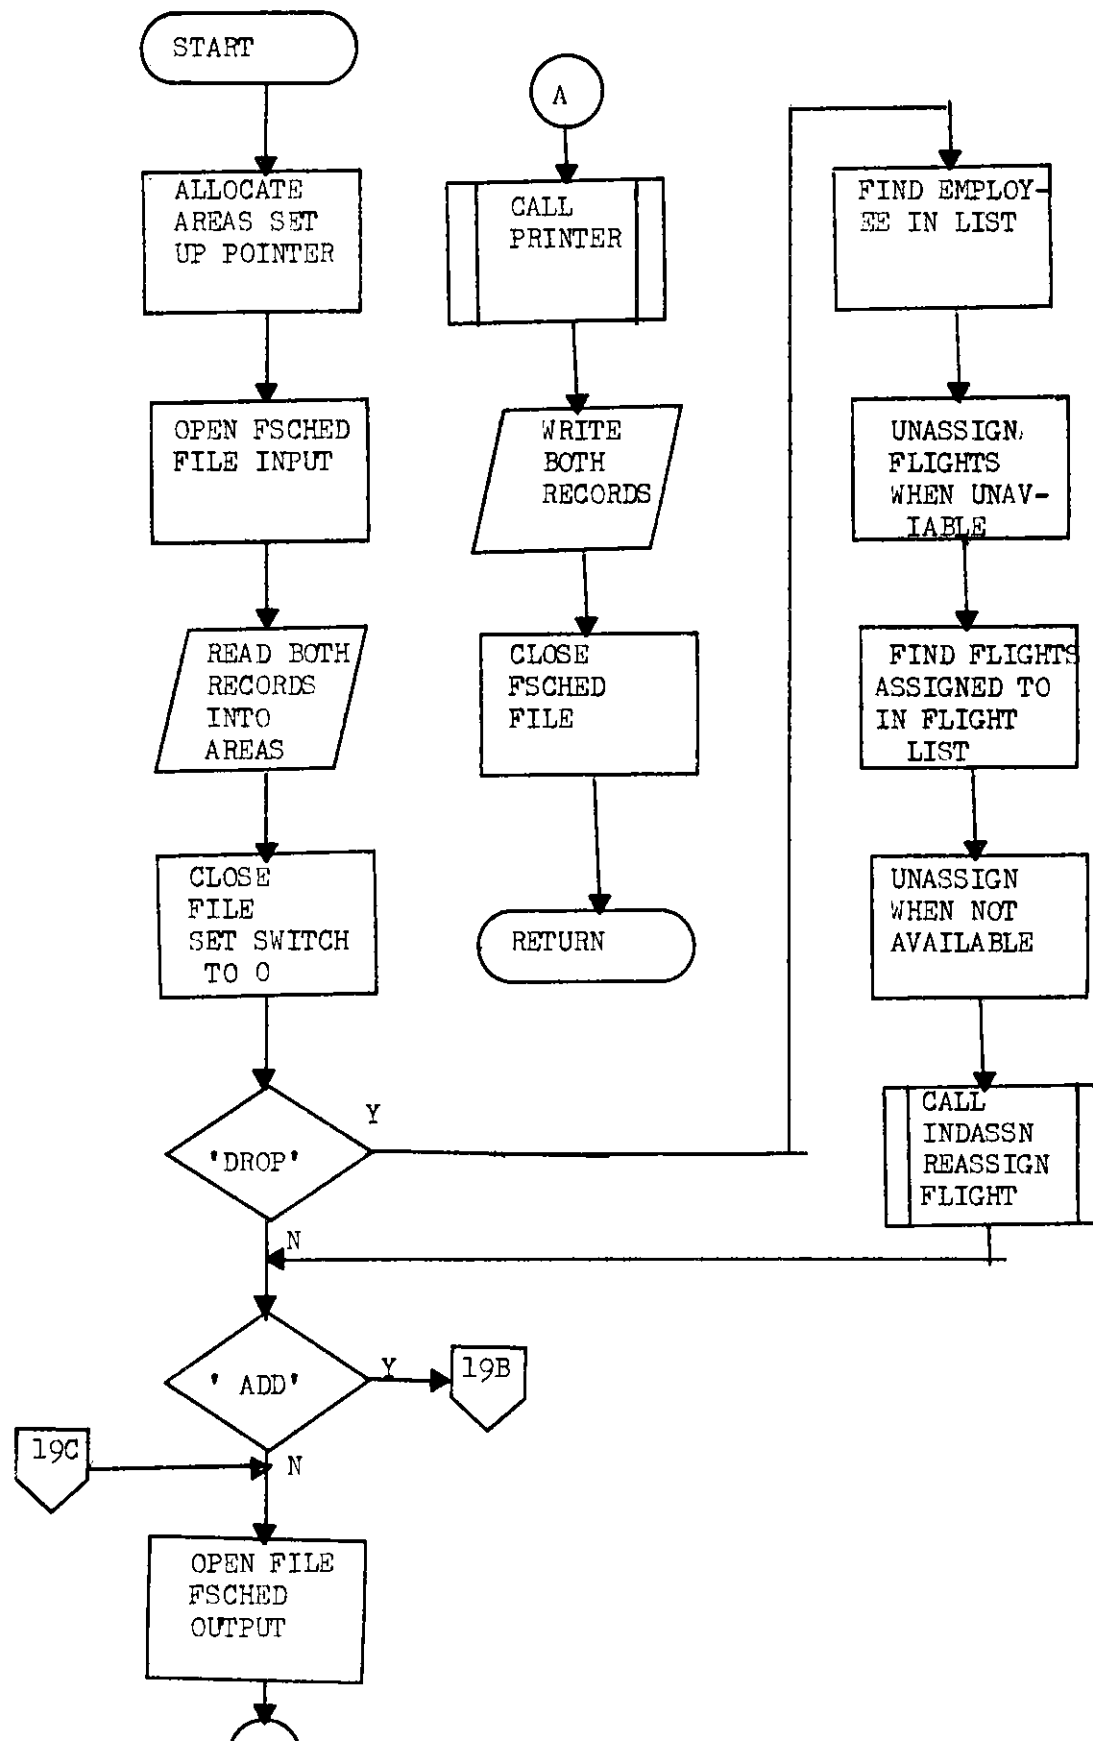 START
ALLOCATE
AREAS SET
UP POINTER
OPEN FSCHED
FILE INPUT
READ BOTH
RECORDS
INTO
AREAS
CLOSE
FILE
SET SWITCH
TO 0
'DROP'
Y
N
' ADD'
Y
19B
19C
N
OPEN FILE
FSCHED
OUTPUT
A
CALL
PRINTER
WRITE
BOTH
RECORDS
CLOSE
FSCHED
FILE
RETURN
FIND EMPLOY-
EE IN LIST
UNASSIGN
FLIGHTS
WHEN UNAV-
IABLE
FIND FLIGHTS
ASSIGNED TO
IN FLIGHT
LIST
UNASSIGN
WHEN NOT
AVAILABLE
CALL
INDASSN
REASSIGN
FLIGHT